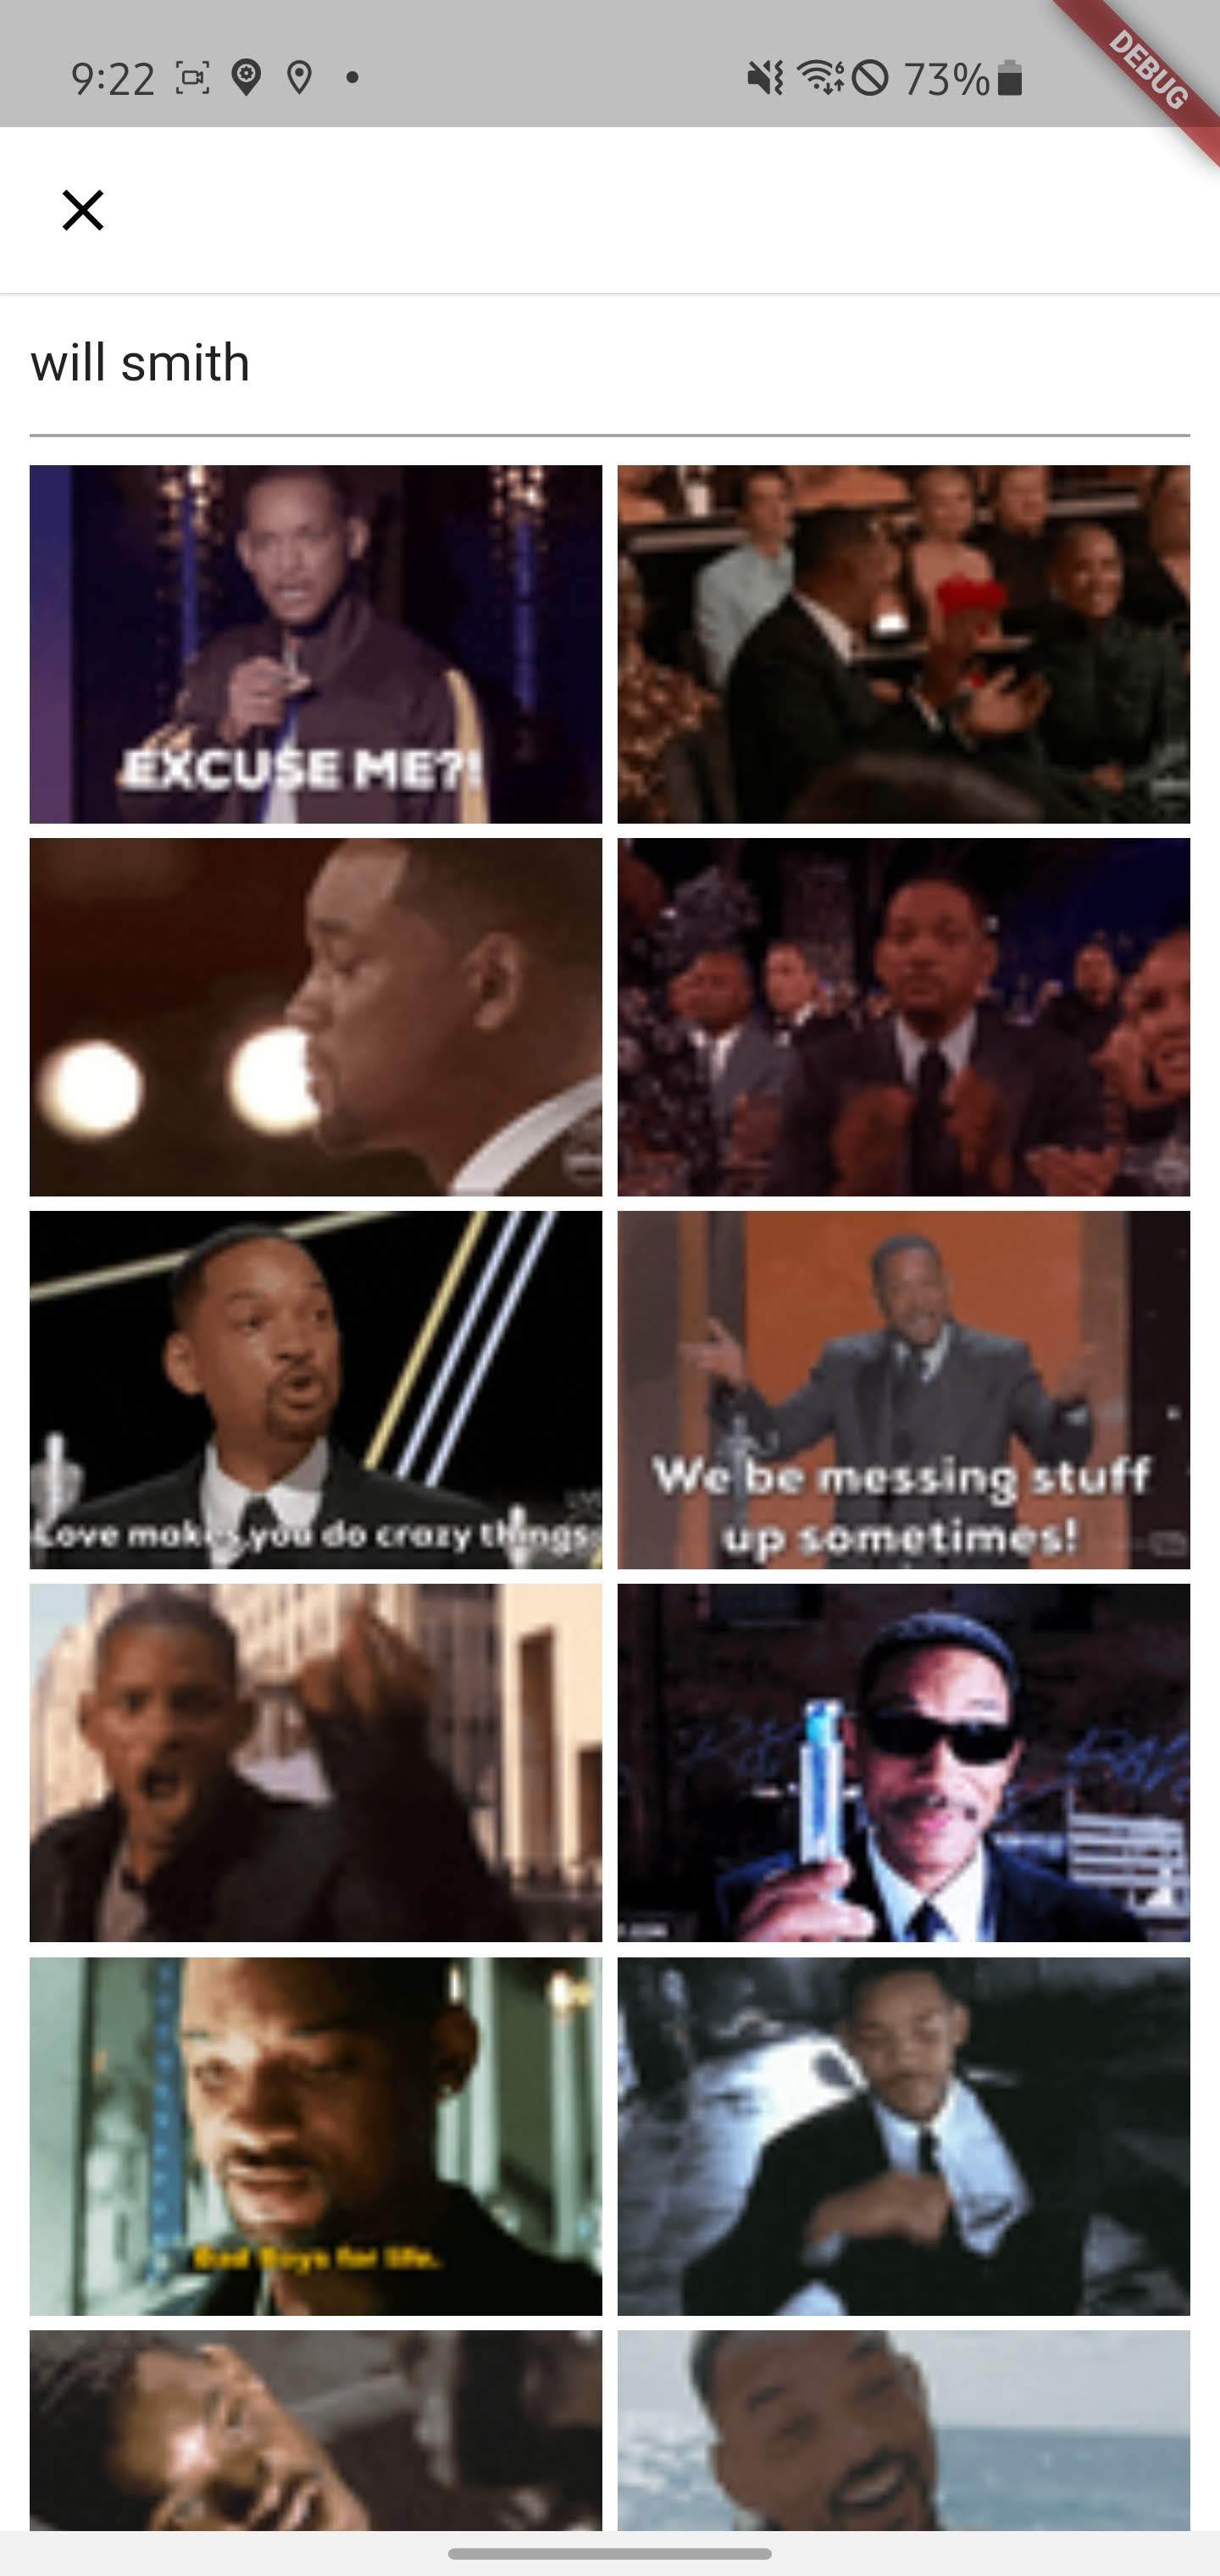 9:22
73%
DEBUG
will smith
EXCUSE ME?!
Love makes you do crazy things
We be messing stuff
up sometimes!
Bad Boys for life.